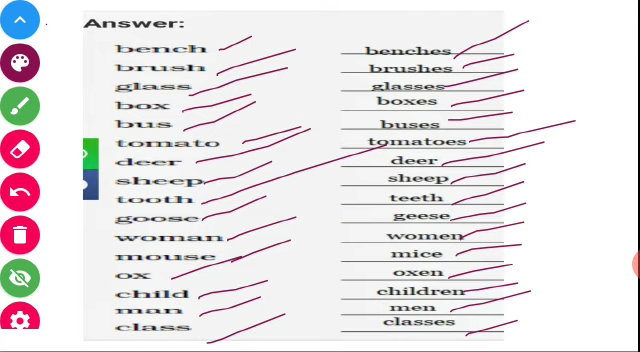 Answer:
bench benches
brush brushes
glass glasses
box boxes
bus buses
tomato tomatoes
deer deer
sheep sheep
tooth teeth
goose geese
woman women
mouse mice
ox oxen
child children
man men
class classes